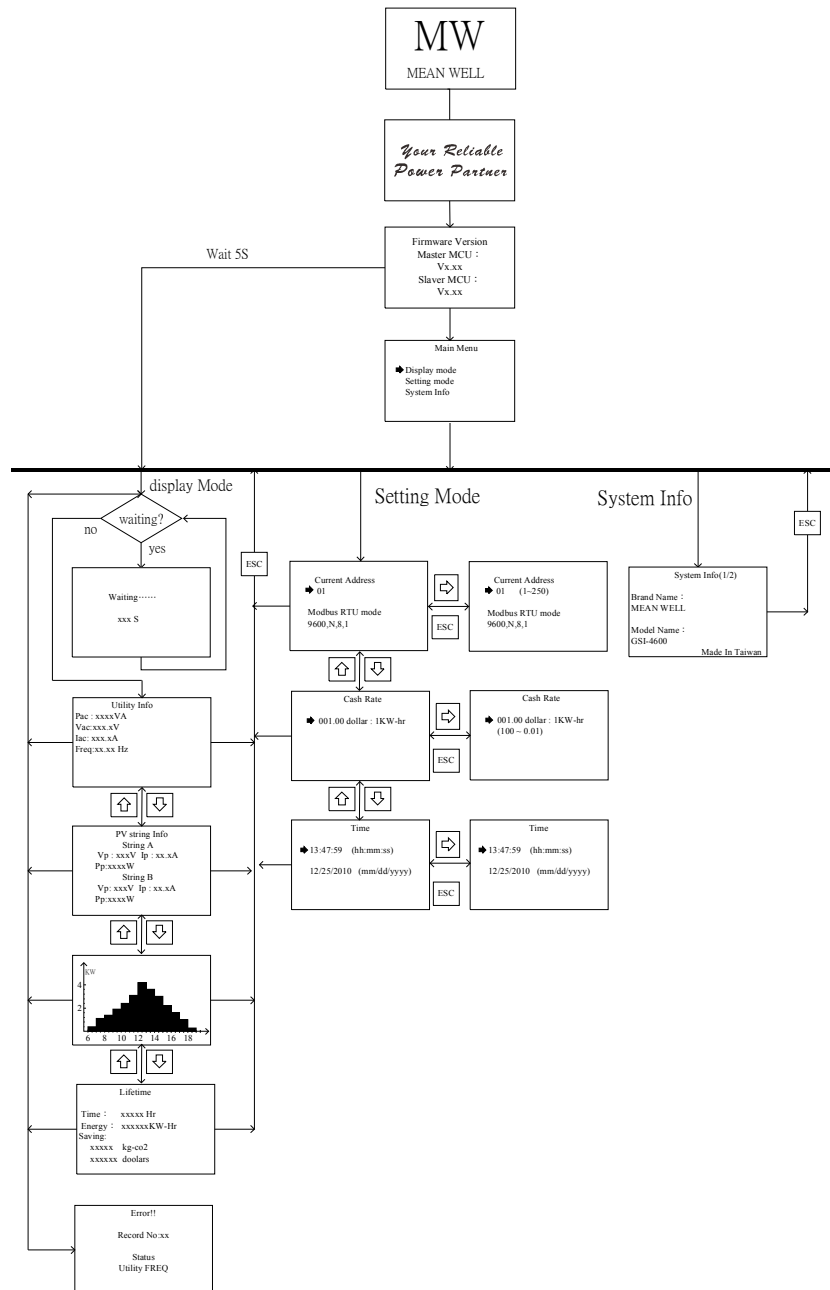 MW
MEAN WELL
Your Reliable
Power Partner
Wait 5S
Firmware Version
Master MCU：
Vx.xx
Slaver MCU：
Vx.xx
Main Menu
Display mode
Setting mode
System Info
display Mode
waiting?
no
yes
Waiting……
xxx S
Utility Info
Pac : xxxxVA
Vac:xxx.xV
Iac: xxx.xA
Freq:xx.xx Hz
PV string Info
String A
Vp : xxxV Ip : xx.xA
Pp:xxxxW
String B
Vp: xxxV Ip : xx.xA
Pp:xxxxW
KW
4
2
6 8 10 12 14 16 18
Lifetime
Time： xxxxx Hr
Energy： xxxxxxKW-Hr
Saving:
xxxxx kg-co2
xxxxxx doolars
Error!!
Record No:xx
Status
Utility FREQ
ESC
Setting Mode
Current Address
01
Modbus RTU mode
9600,N,8,1
ESC
Current Address
01 (1~250)
Modbus RTU mode
9600,N,8,1
Cash Rate
001.00 dollar : 1KW-hr
ESC
Cash Rate
001.00 dollar : 1KW-hr
(100 ~ 0.01)
Time
13:47:59 (hh:mm:ss)
12/25/2010 (mm/dd/yyyy)
ESC
Time
13:47:59 (hh:mm:ss)
12/25/2010 (mm/dd/yyyy)
System Info
ESC
System Info(1/2)
Brand Name：
MEAN WELL
Model Name：
GSI-4600
Made In Taiwan